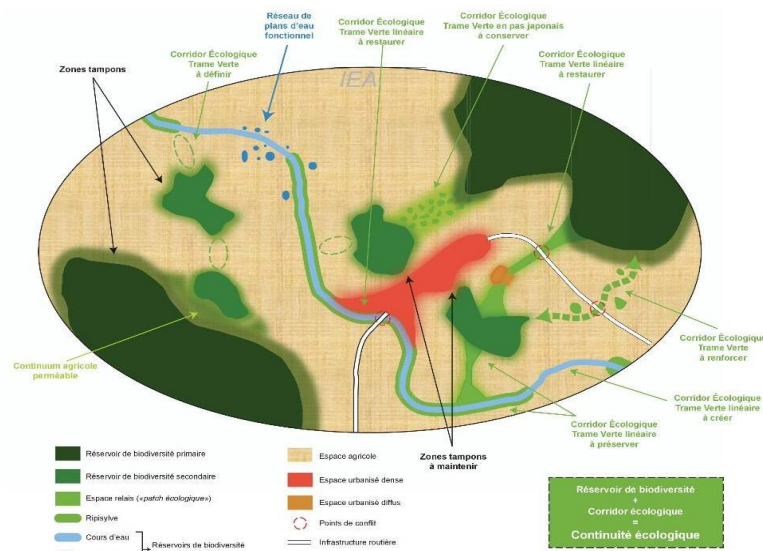 Réseau de
plans d'eau
fonctionnel
Corridor Écologique
Trame Verte linéaire
à restaurer
Corridor Écologique
Trame Verte en pas japonais
à conserver
Corridor Écologique
Trame Verte linéaire
à restaurer
Corridor Écologique
Trame Verte
à définir
Zones tampons
IEA
Continuum agricole
perméable
Corridor Écologique
Trame Verte
à renforcer
Corridor Écologique
Trame Verte linéaire
à créer
Corridor Écologique
Trame Verte linéaire
à préserver
Zones tampons
à maintenir
Réservoir de biodiversité primaire
Réservoir de biodiversité secondaire
Espace relais («patch écologique»)
Ripisylve
Cours d'eau
Réservoirs de biodiversité
Espace agricole
Espace urbanisé dense
Espace urbanisé diffus
Points de conflit
Infrastructure routière
Réservoir de biodiversité
+
Corridor écologique
=
Continuité écologique